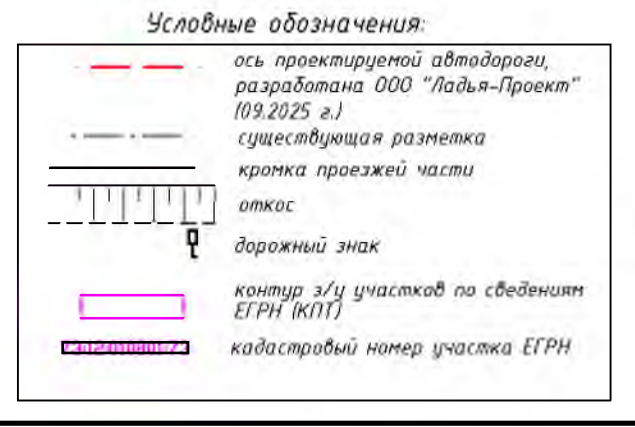 Условные обозначения:
ось проектируемой автодороги,
разработана ООО "Ладья-Проект"
(09.2025 г.)
существующая разметка
кромка проезжей части
откос
дорожный знак
контур з/у участков по сведениям
ЕГРН (КПТ)
кадастровый номер участка ЕГРН